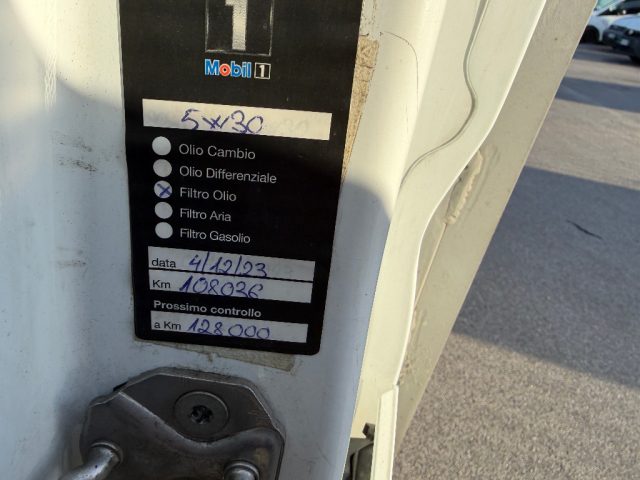 1
Mobil 1
5w30
Olio Cambio
Olio Differenziale
Filtro Olio
Filtro Aria
Filtro Gasolio
data 4/12/23
Km 108036
Prossimo controllo
a Km 128000